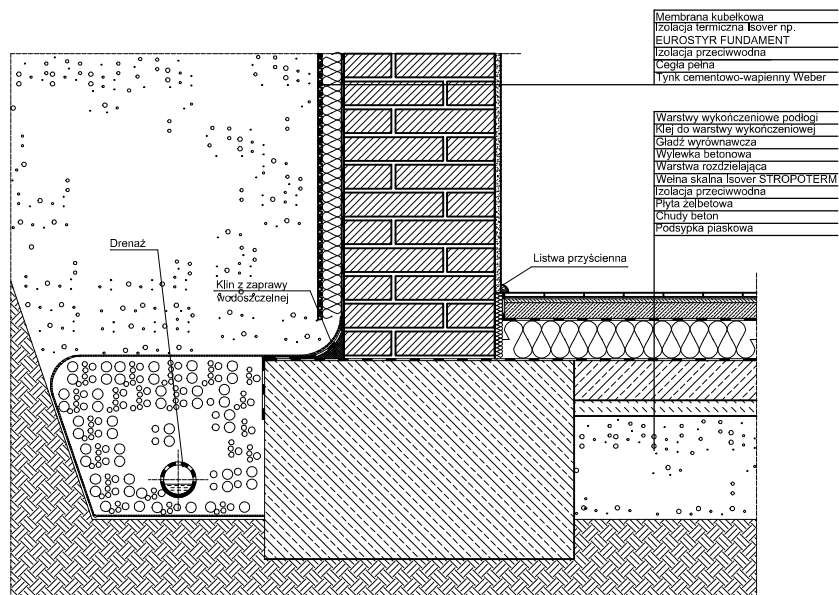 Membrana kubełkowa
Izolacja termiczna Isover np.
EUROSTYR FUNDAMENT
Izolacja przeciwwodna
Cegła pełna
Tynk cementowo-wapienny Weber
Warstwy wykończeniowe podłogi
Klej do warstwy wykończeniowej
Gładź wyrównawcza
Wylewka betonowa
Warstwa rozdzielająca
Wełna skalna Isover STROPOTERM
Izolacja przeciwwodna
Płyta żelbetowa
Chudy beton
Podsypka piaskowa
Drenaż
Listwa przyścienna
Klin z zaprawy
wodoszczelnej